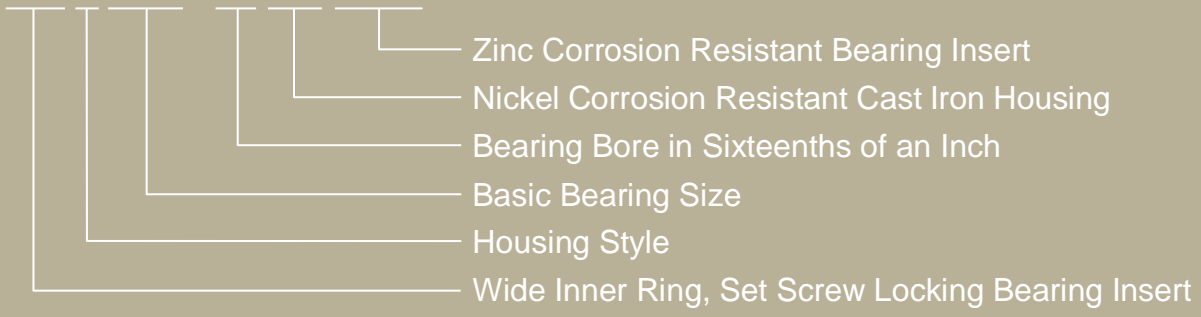 Zinc Corrosion Resistant Bearing Insert
Nickel Corrosion Resistant Cast Iron Housing
Bearing Bore in Sixteenths of an Inch
Basic Bearing Size
Housing Style
Wide Inner Ring, Set Screw Locking Bearing Insert